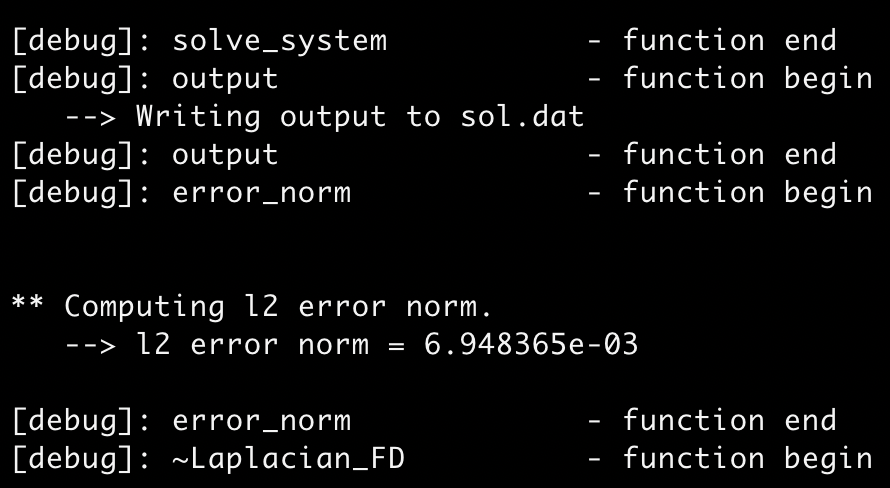 [debug]: solve_system           - function end
[debug]: output                 - function begin
   --> Writing output to sol.dat
[debug]: output                 - function end
[debug]: error_norm             - function begin
** Computing l2 error norm.
   --> l2 error norm = 6.948365e-03
[debug]: error_norm             - function end
[debug]: ~Laplacian_FD          - function begin